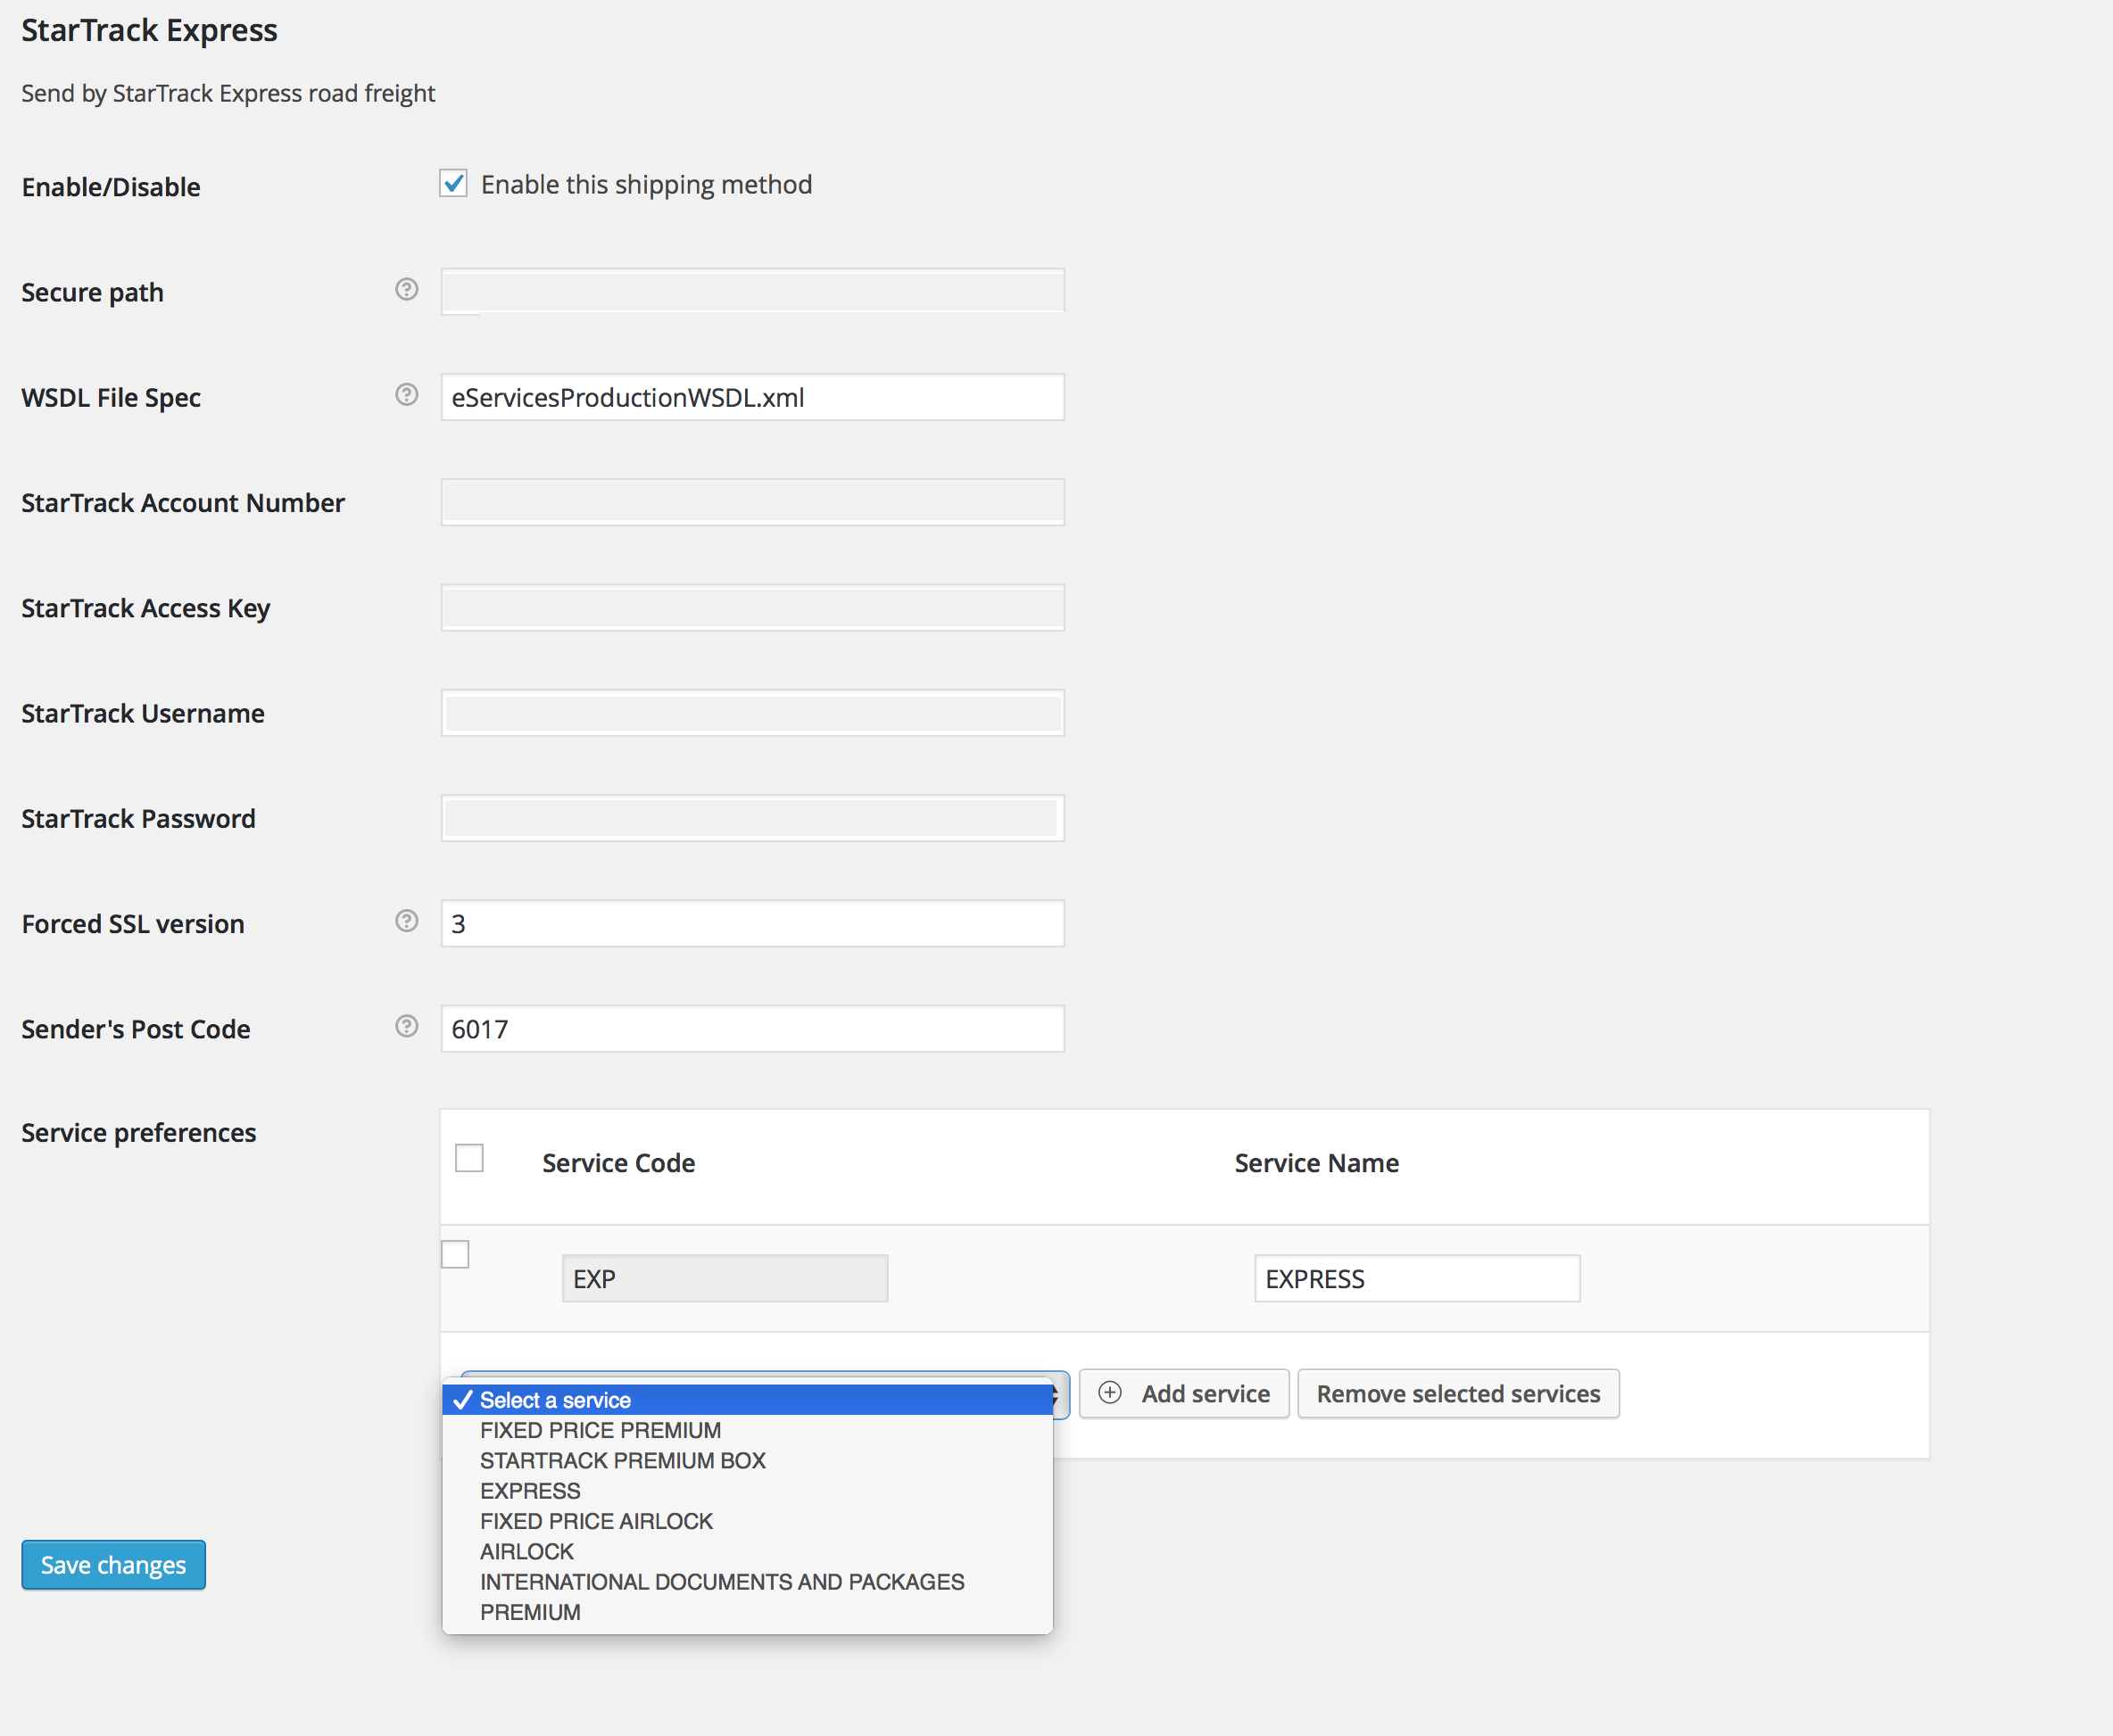 StarTrack Express
Send by StarTrack Express road freight
Enable/Disable
Enable this shipping method
Secure path
WSDL File Spec
eServicesProductionWSDL.xml
StarTrack Account Number
StarTrack Access Key
StarTrack Username
StarTrack Password
Forced SSL version
3
Sender's Post Code
6017
Service preferences
Service Code Service Name
EXP EXPRESS
Add service Remove selected services
Select a service
FIXED PRICE PREMIUM
STARTRACK PREMIUM BOX
EXPRESS
FIXED PRICE AIRLOCK
AIRLOCK
INTERNATIONAL DOCUMENTS AND PACKAGES
PREMIUM
Save changes